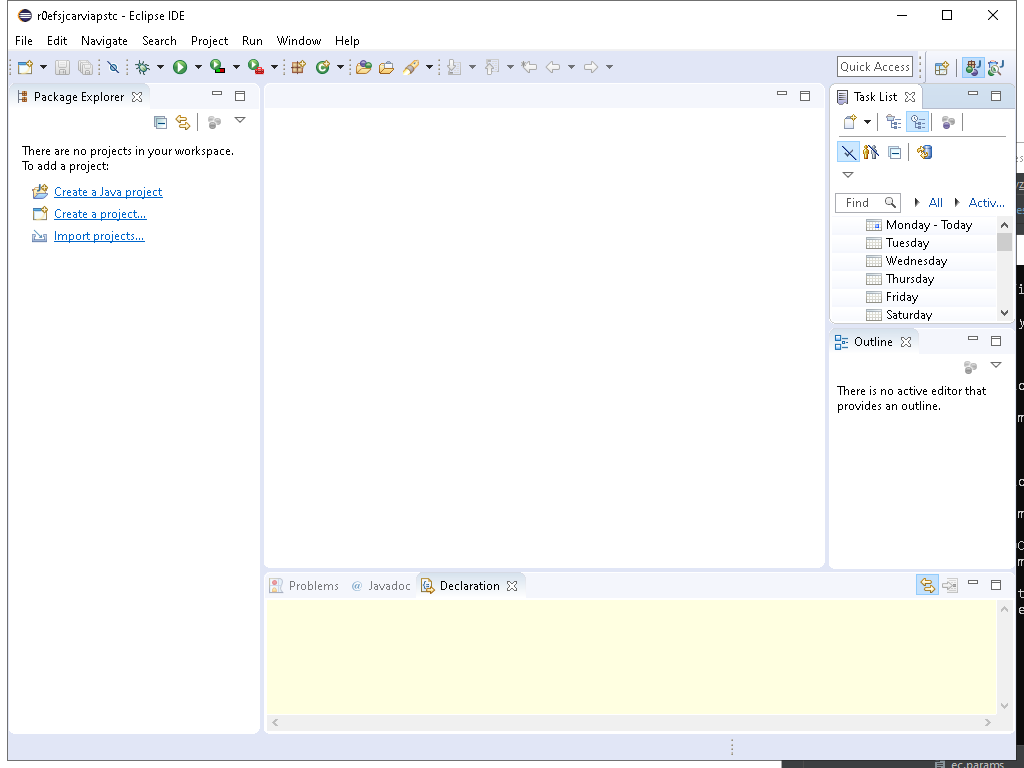 r0efsjcarviapstc - Eclipse IDE
File Edit Navigate Search Project Run Window Help
Quick Access
Package Explorer
There are no projects in your workspace.
To add a project:
Create a Java project
Create a project...
Import projects...
Task List
Find All Activ...
Monday - Today
Tuesday
Wednesday
Thursday
Friday
Saturday
Outline
There is no active editor that
provides an outline.
Problems @ Javadoc Declaration
ec.params